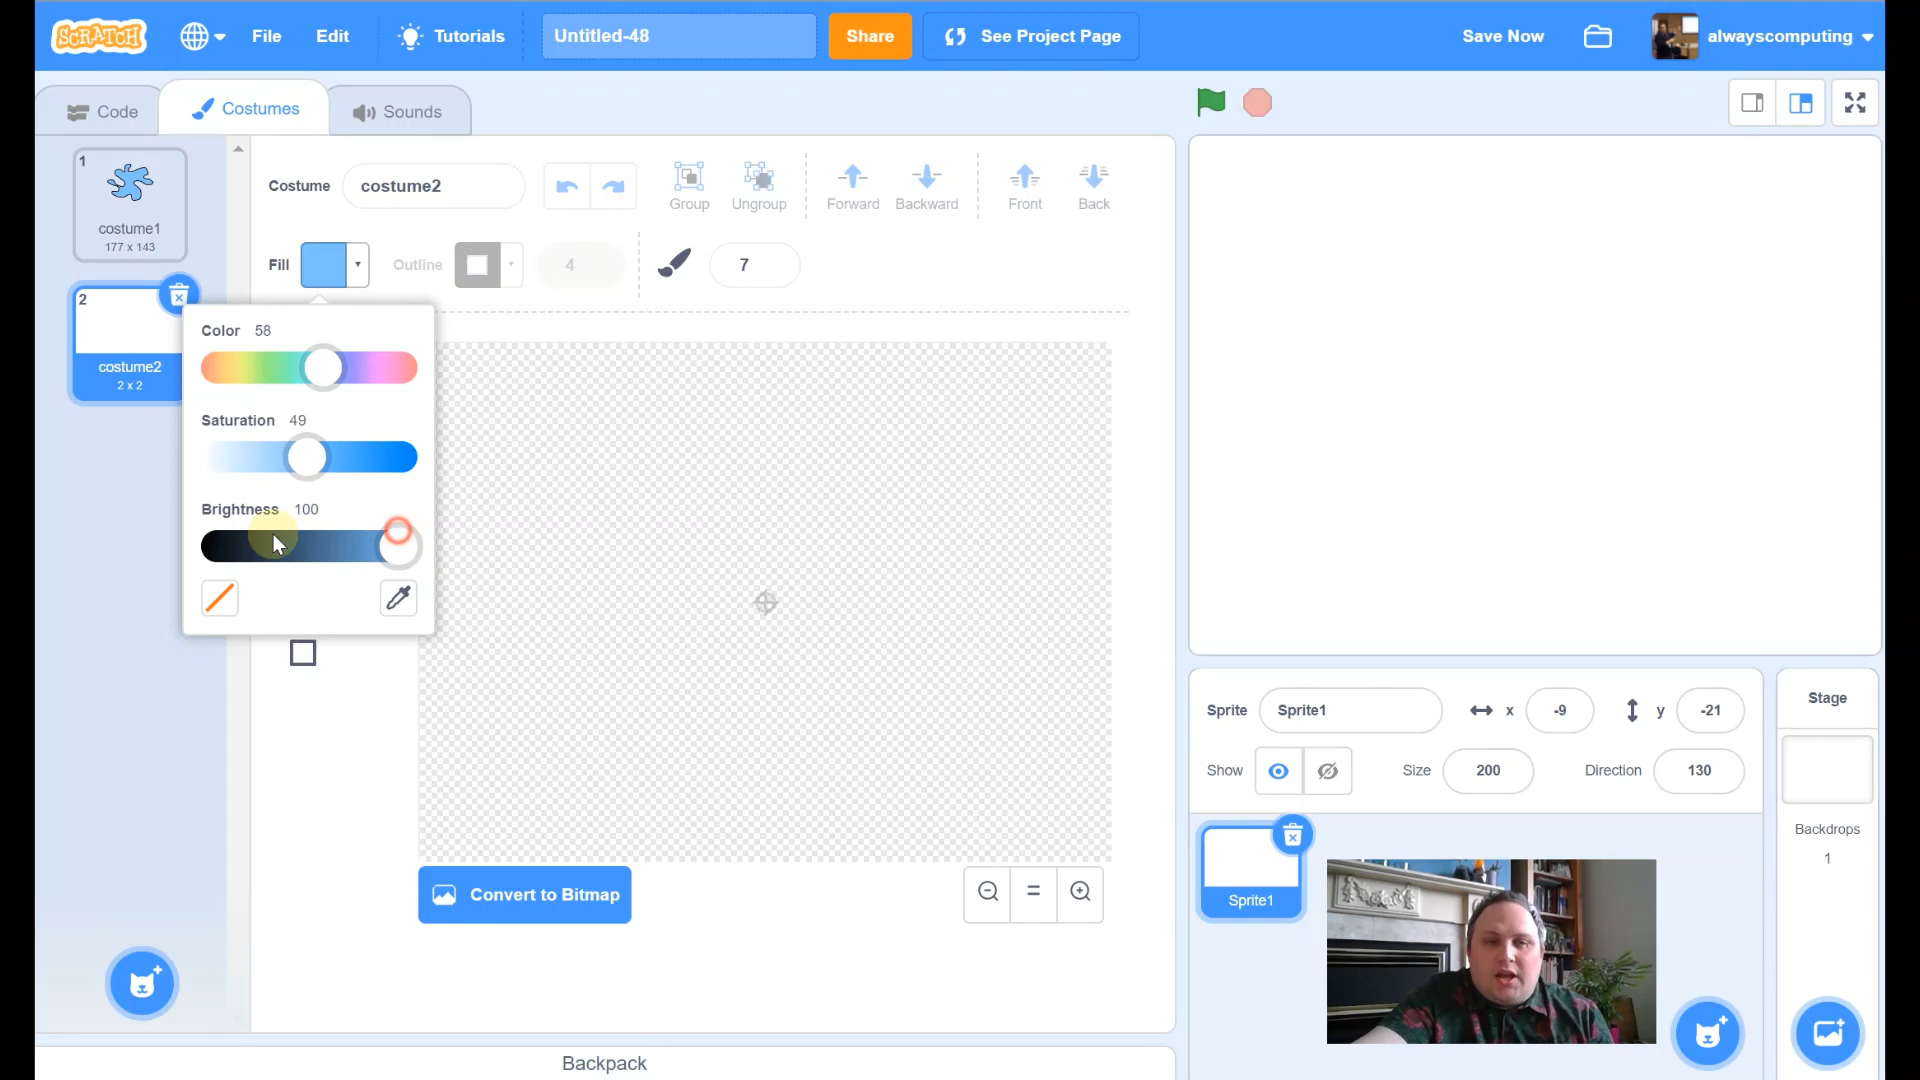 SCRATCH File Edit Tutorials Untitled-48 Share See Project Page Save Now alwayscomputing
Code Costumes Sounds
1
costume1
177 x 143
2
costume2
2 x 2
Costume costume2
Group Ungroup Forward Backward Front Back
Fill Outline 4 7
Color 58
Saturation 49
Brightness 100
Convert to Bitmap
Backpack
Sprite Sprite1 x -9 y -21
Show Size 200 Direction 130
Sprite1
Stage
Backdrops
1